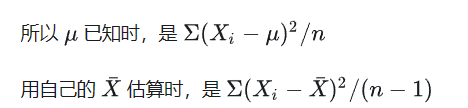 所以 μ 已知时，是 Σ(Xᵢ − μ)²/n
用自己的 X̄ 估算时，是 Σ(Xᵢ − X̄)²/(n − 1)